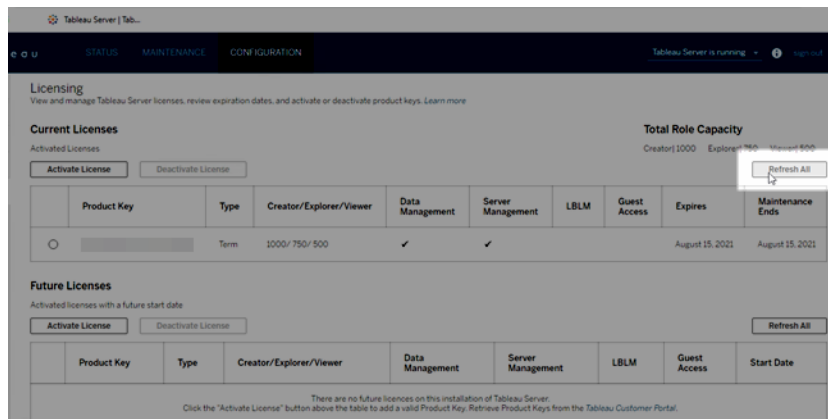 Tableau Server | Tab...
e a u STATUS MAINTENANCE CONFIGURATION Tableau Server is running sign out
Licensing
View and manage Tableau Server licenses, review expiration dates, and activate or deactivate product keys. Learn more
Current Licenses Total Role Capacity
Activated Licenses Creator| 1000 Explorer| 750 Viewer| 500
Activate License Deactivate License Refresh All
Product Key Type Creator/Explorer/Viewer Data Management Server Management LBLM Guest Access Expires Maintenance Ends
Term 1000/ 750/ 500 ✔ ✔ August 15, 2021 August 15, 2021
Future Licenses
Activated licenses with a future start date
Activate License Deactivate License Refresh All
Product Key Type Creator/Explorer/Viewer Data Management Server Management LBLM Guest Access Start Date
There are no future licences on this installation of Tableau Server.
Click the "Activate License" button above the table to add a valid Product Key. Retrieve Product Keys from the Tableau Customer Portal.